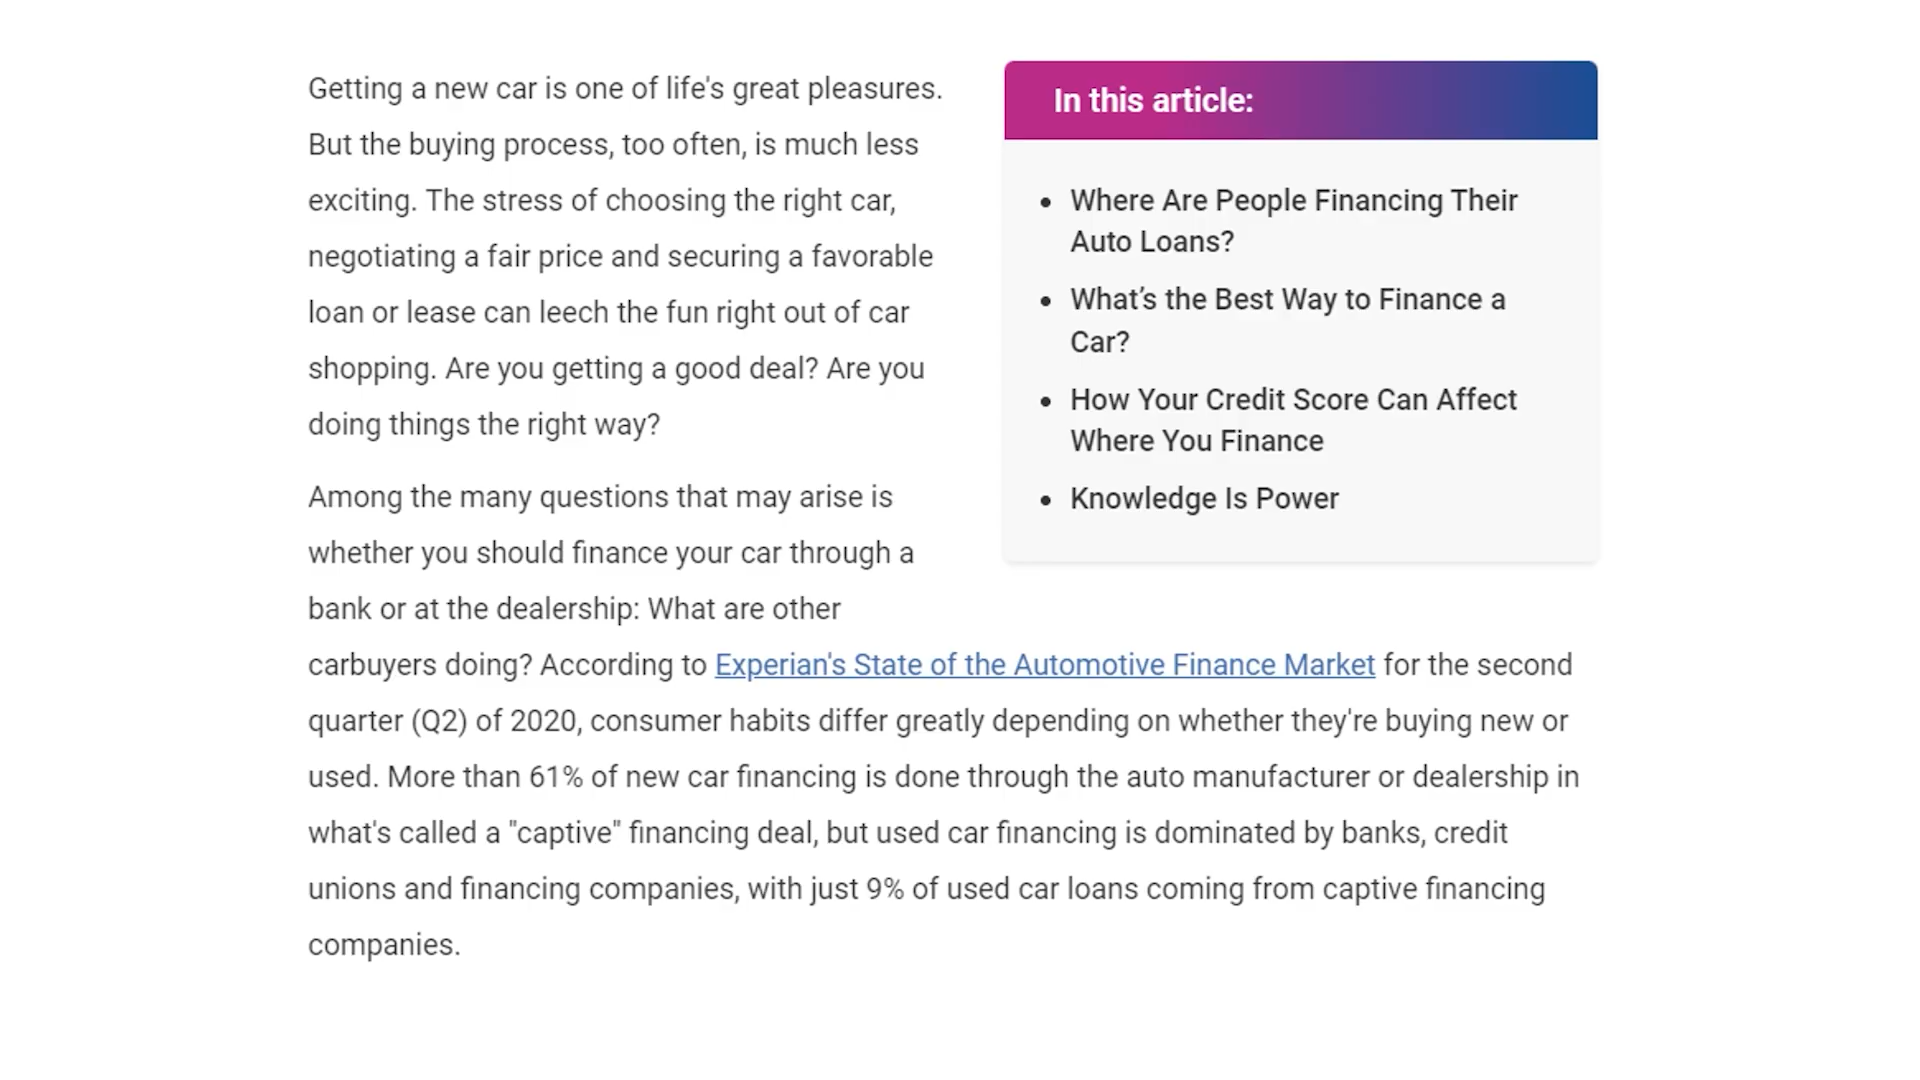 Getting a new car is one of life's great pleasures.
But the buying process, too often, is much less
exciting. The stress of choosing the right car,
negotiating a fair price and securing a favorable
loan or lease can leech the fun right out of car
shopping. Are you getting a good deal? Are you
doing things the right way?
Among the many questions that may arise is
whether you should finance your car through a
bank or at the dealership: What are other
carbuyers doing? According to Experian's State of the Automotive Finance Market for the second
quarter (Q2) of 2020, consumer habits differ greatly depending on whether they're buying new or
used. More than 61% of new car financing is done through the auto manufacturer or dealership in
what's called a "captive" financing deal, but used car financing is dominated by banks, credit
unions and financing companies, with just 9% of used car loans coming from captive financing
companies.
In this article:
• Where Are People Financing Their
Auto Loans?
• What’s the Best Way to Finance a
Car?
• How Your Credit Score Can Affect
Where You Finance
• Knowledge Is Power